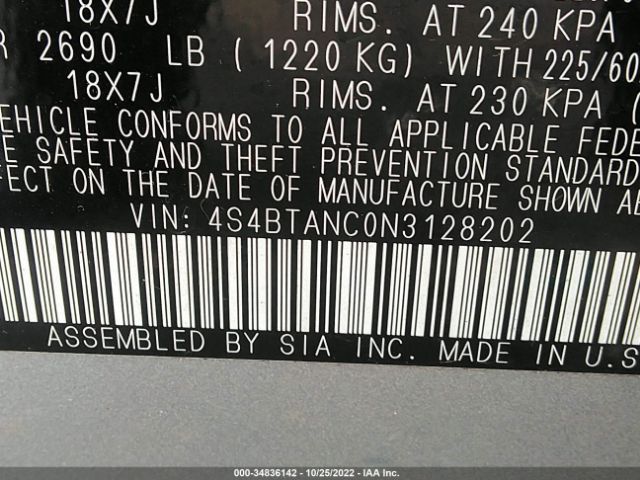 18X7J RIMS. AT 240 KPA
2690 LB ( 1220 KG) WITH 225/60
18X7J RIMS. AT 230 KPA
EHICLE CONFORMS TO ALL APPLICABLE FEDE
SAFETY AND THEFT PREVENTION STANDARD
FECT ON THE DATE OF MANUFACTURE SHOWN
VIN: 4S4BTANC0N3128202
ASSEMBLED BY SIA INC. MADE IN U.S
000-34836142 - 10/25/2022 - IAA Inc.